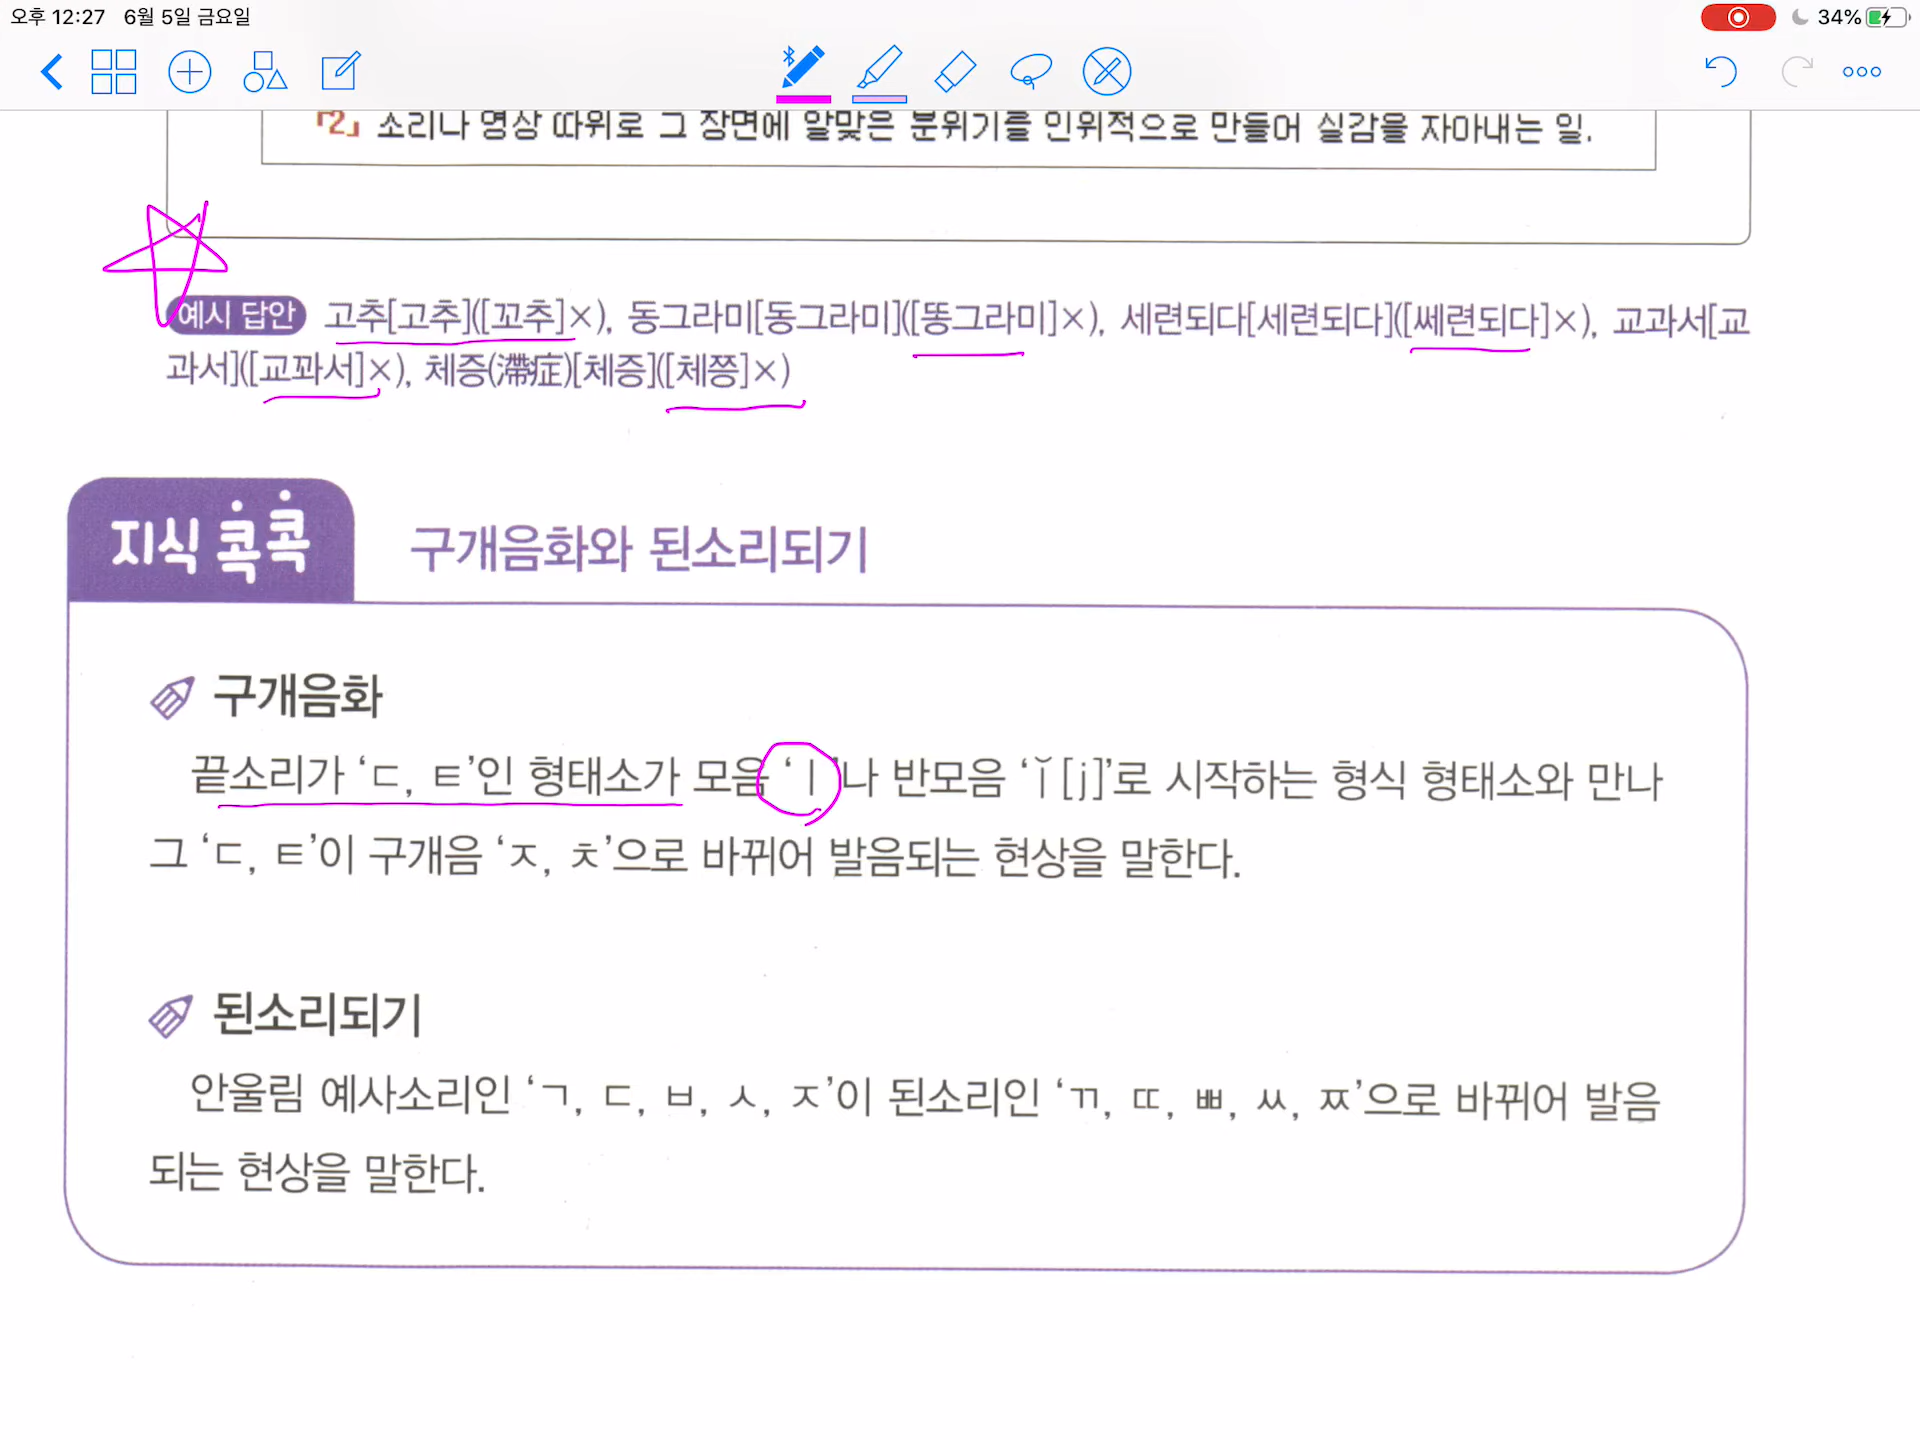 오후 12:27 6월 5일 금요일 34%
「2」 소리나 영상 따위로 그 장면에 알맞은 분위기를 인위적으로 만들어 실감을 자아내는 일.
예시 답안 고추[고추]([꼬추]×), 동그라미[동그라미]([똥그라미]×), 세련되다[세련되다]([쎄련되다]×), 교과서[교
과서]([교꽈서]×), 체증(滯症)[체증]([체쯩]×)
지식 콕콕 구개음화와 된소리되기
구개음화
끝소리가 ‘ㄷ, ㅌ’인 형태소가 모음 ‘ㅣ’나 반모음 ‘ㅣ̆[j]’로 시작하는 형식 형태소와 만나
그 ‘ㄷ, ㅌ’이 구개음 ‘ㅈ, ㅊ’으로 바뀌어 발음되는 현상을 말한다.
된소리되기
안울림 예사소리인 ‘ㄱ, ㄷ, ㅂ, ㅅ, ㅈ’이 된소리인 ‘ㄲ, ㄸ, ㅃ, ㅆ, ㅉ’으로 바뀌어 발음
되는 현상을 말한다.